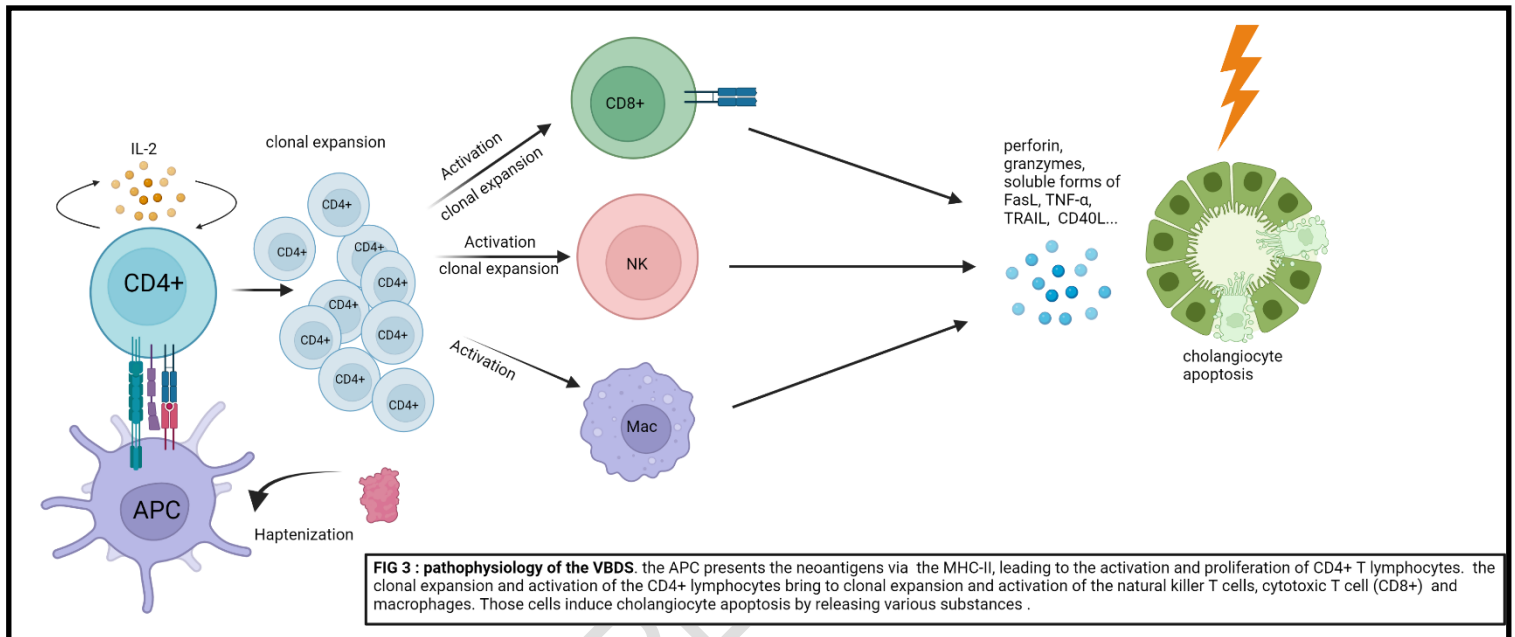 IL-2
clonal expansion
CD4+
CD4+
CD4+
CD4+
CD4+
CD4+
CD4+
CD4+
CD4+
CD4+
APC
Haptenization
Activation
clonal expansion
Activation
clonal expansion
Activation
CD8+
NK
Mac
perforin,
granzymes,
soluble forms of
FasL, TNF-α,
TRAIL, CD40L...
cholangiocyte
apoptosis
FIG 3 : pathophysiology of the VBDS. the APC presents the neoantigens via the MHC-II, leading to the activation and proliferation of CD4+ T lymphocytes. the
clonal expansion and activation of the CD4+ lymphocytes bring to clonal expansion and activation of the natural killer T cells, cytotoxic T cell (CD8+) and
macrophages. Those cells induce cholangiocyte apoptosis by releasing various substances .